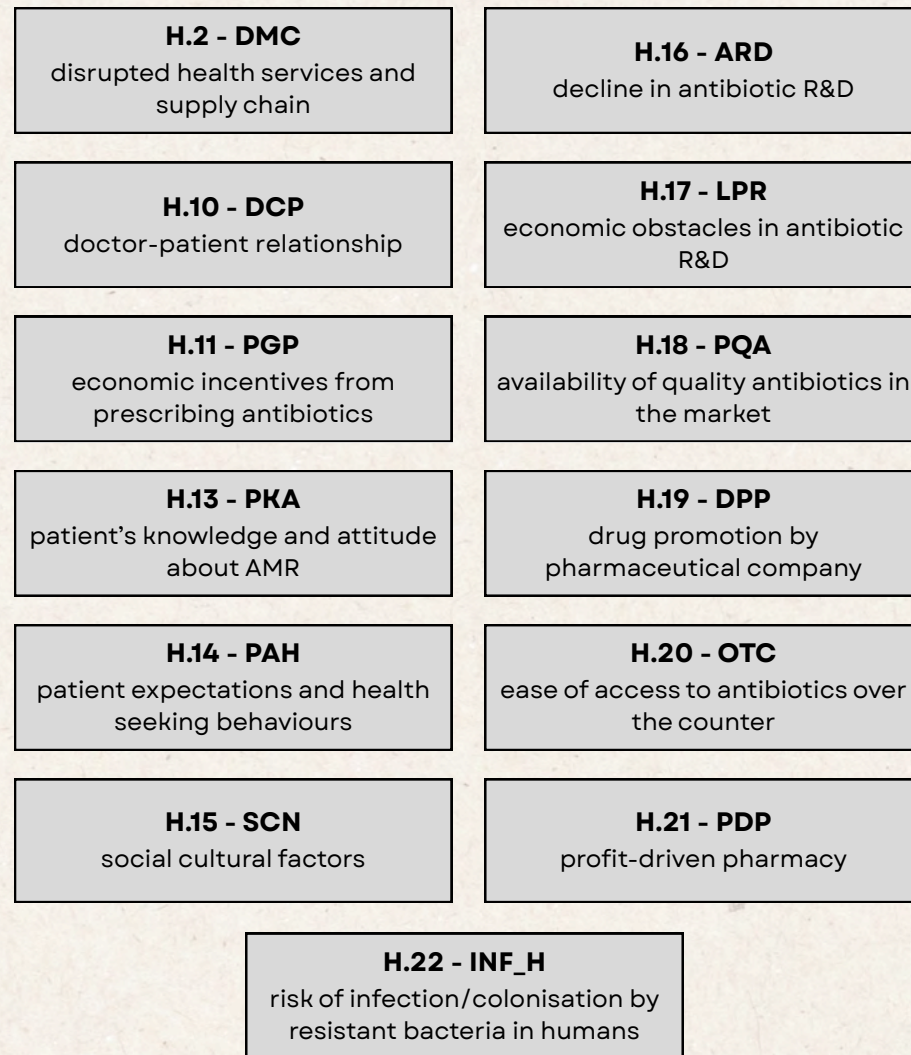 H.2 - DMC
disrupted health services and
supply chain
H.16 - ARD
decline in antibiotic R&D
H.10 - DCP
doctor-patient relationship
H.17 - LPR
economic obstacles in antibiotic
R&D
H.11 - PGP
economic incentives from
prescribing antibiotics
H.18 - PQA
availability of quality antibiotics in
the market
H.13 - PKA
patient's knowledge and attitude
about AMR
H.19 - DPP
drug promotion by
pharmaceutical company
H.14 - PAH
patient expectations and health
seeking behaviours
H.20 - OTC
ease of access to antibiotics over
the counter
H.15 - SCN
social cultural factors
H.21 - PDP
profit-driven pharmacy
H.22 - INF_H
risk of infection/colonisation by
resistant bacteria in humans